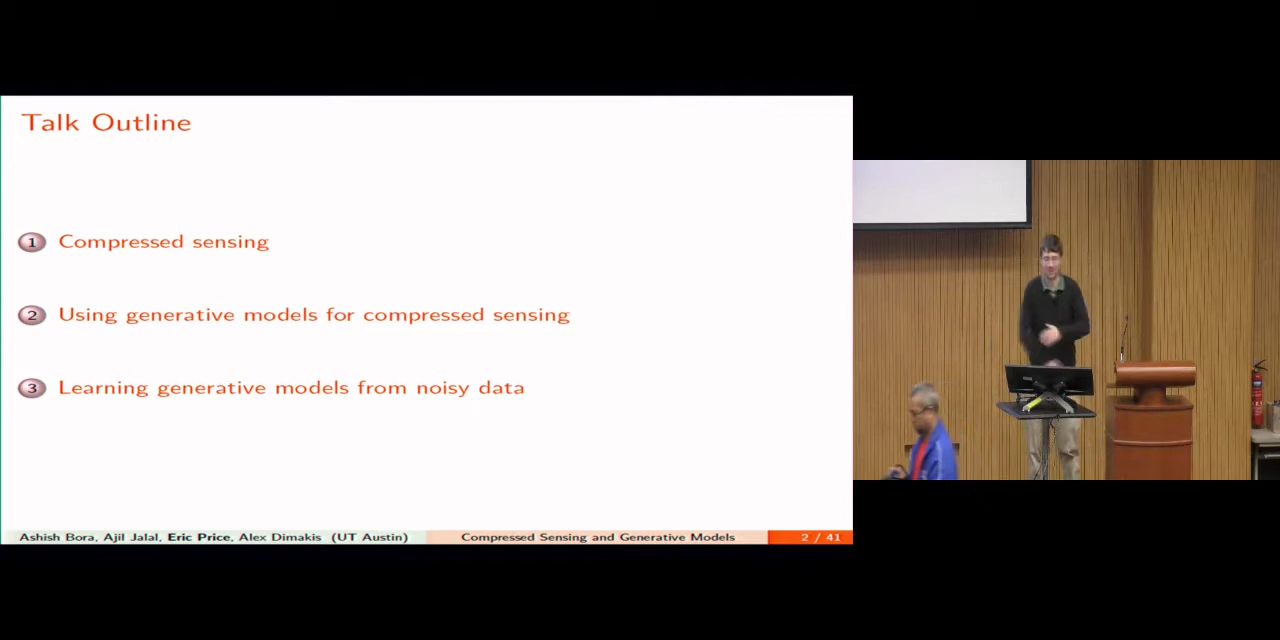 Talk Outline
1 Compressed sensing
2 Using generative models for compressed sensing
3 Learning generative models from noisy data
Ashish Bora, Ajil Jalal, Eric Price, Alex Dimakis (UT Austin) Compressed Sensing and Generative Models 2 / 41